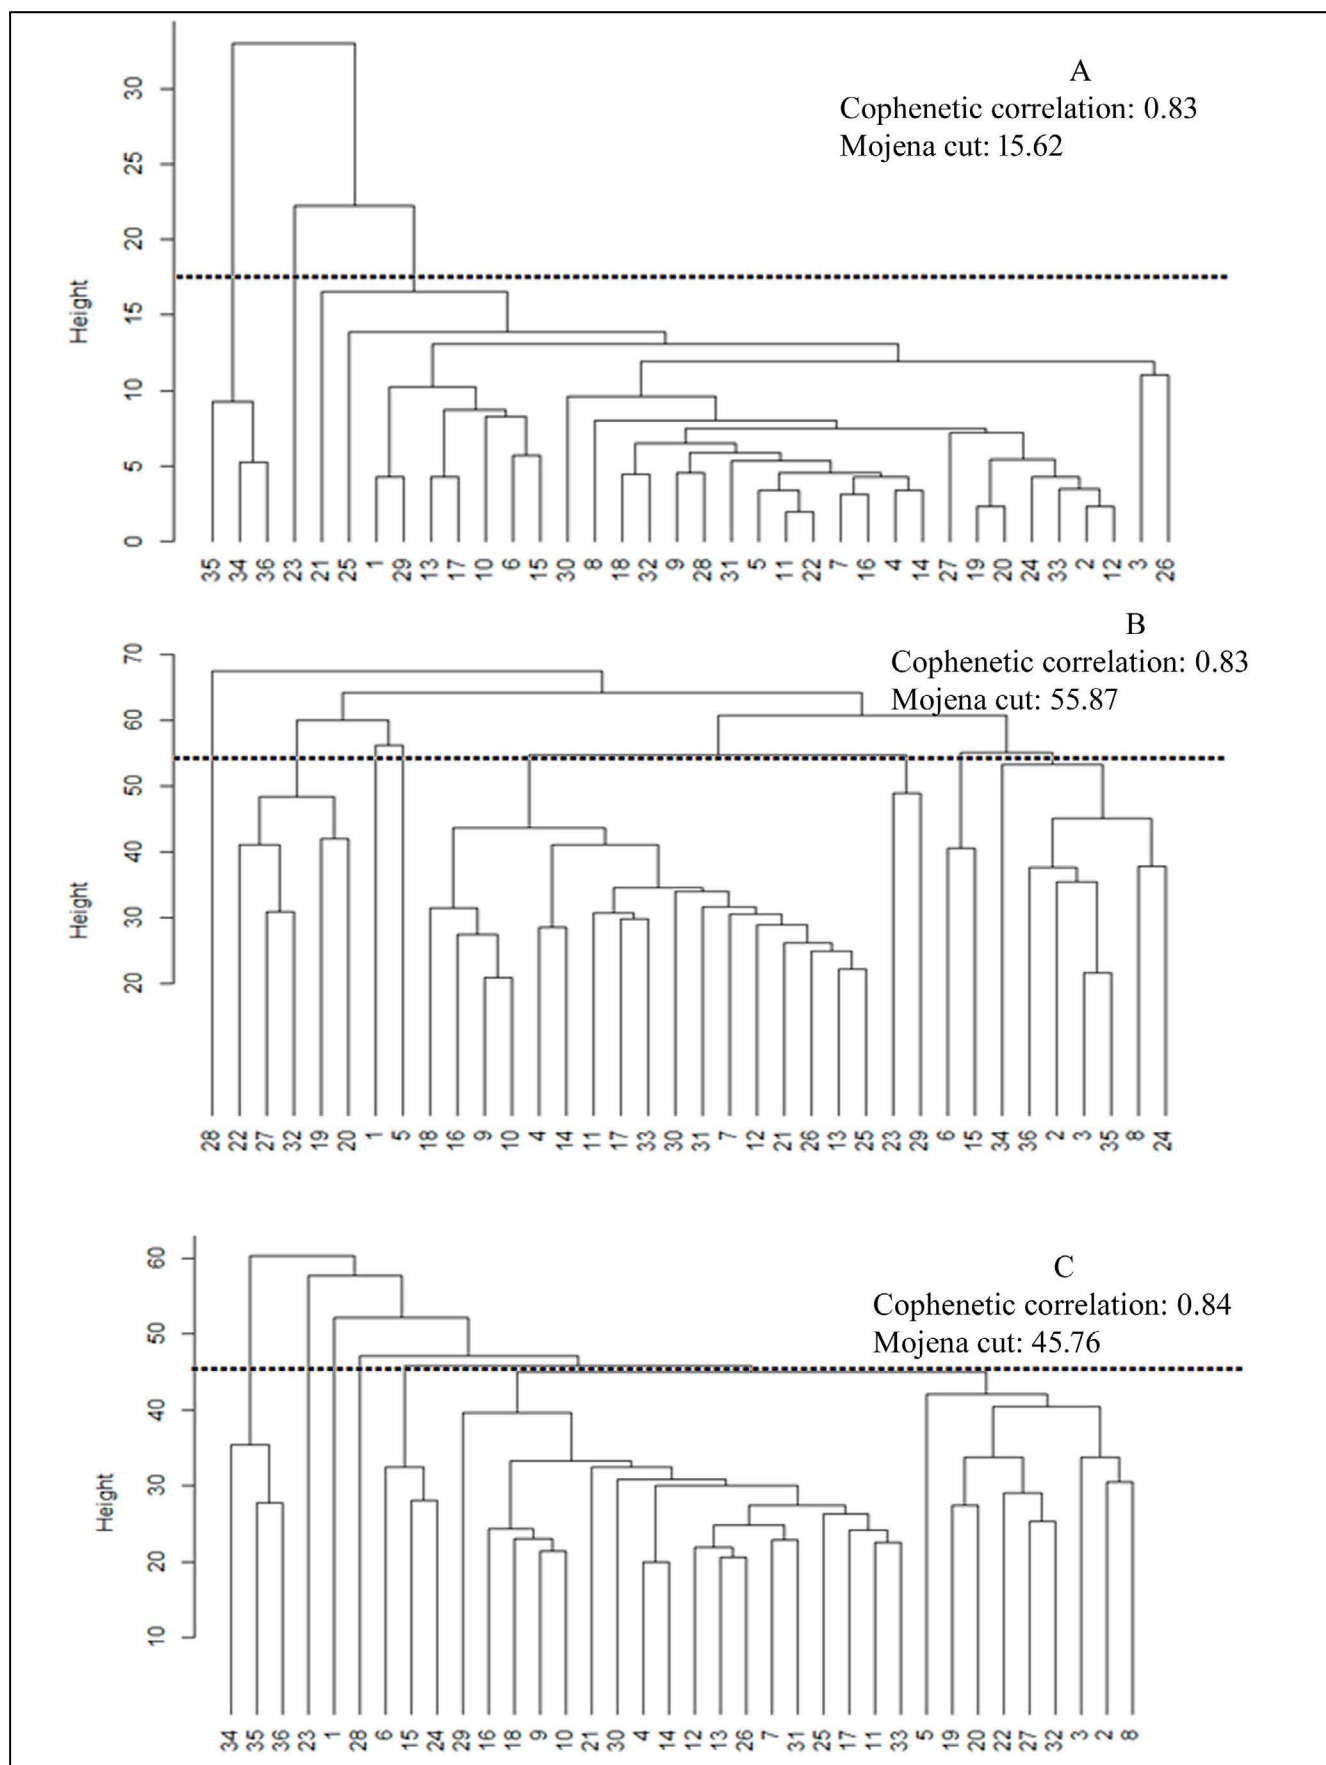 A
Cophenetic correlation: 0.83
Mojena cut: 15.62
Height
0 5 10 15 20 25 30
35 34 36 23 21 25 1 29 13 17 10 6 15 30 8 18 32 9 28 31 5 11 22 7 16 4 14 27 19 20 24 33 2 12 3 26
B
Cophenetic correlation: 0.83
Mojena cut: 55.87
Height
20 30 40 50 60 70
28 22 27 32 19 20 1 5 18 16 9 10 4 14 11 17 33 30 31 7 12 21 26 13 25 23 29 6 15 34 36 2 3 35 8 24
C
Cophenetic correlation: 0.84
Mojena cut: 45.76
Height
10 20 30 40 50 60
34 35 36 23 1 28 6 15 24 29 16 18 9 10 21 30 4 14 12 13 26 7 31 25 17 11 33 5 19 20 22 27 32 3 2 8